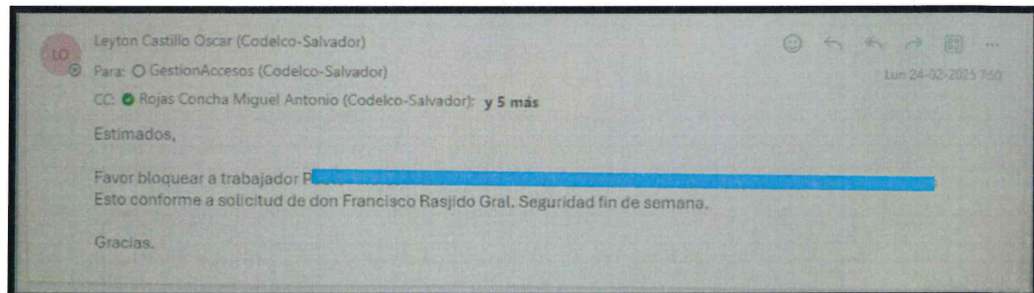 LO
Leyton Castillo Oscar (Codelco-Salvador)
Para: GestionAccesos (Codelco-Salvador)
Lun 24-02-2025 7:50
CC: Rojas Concha Miguel Antonio (Codelco-Salvador): y 5 más
Estimados,
Favor bloquear a trabajador P
Esto conforme a solicitud de don Francisco Rasjido Gral. Seguridad fin de semana.
Gracias.